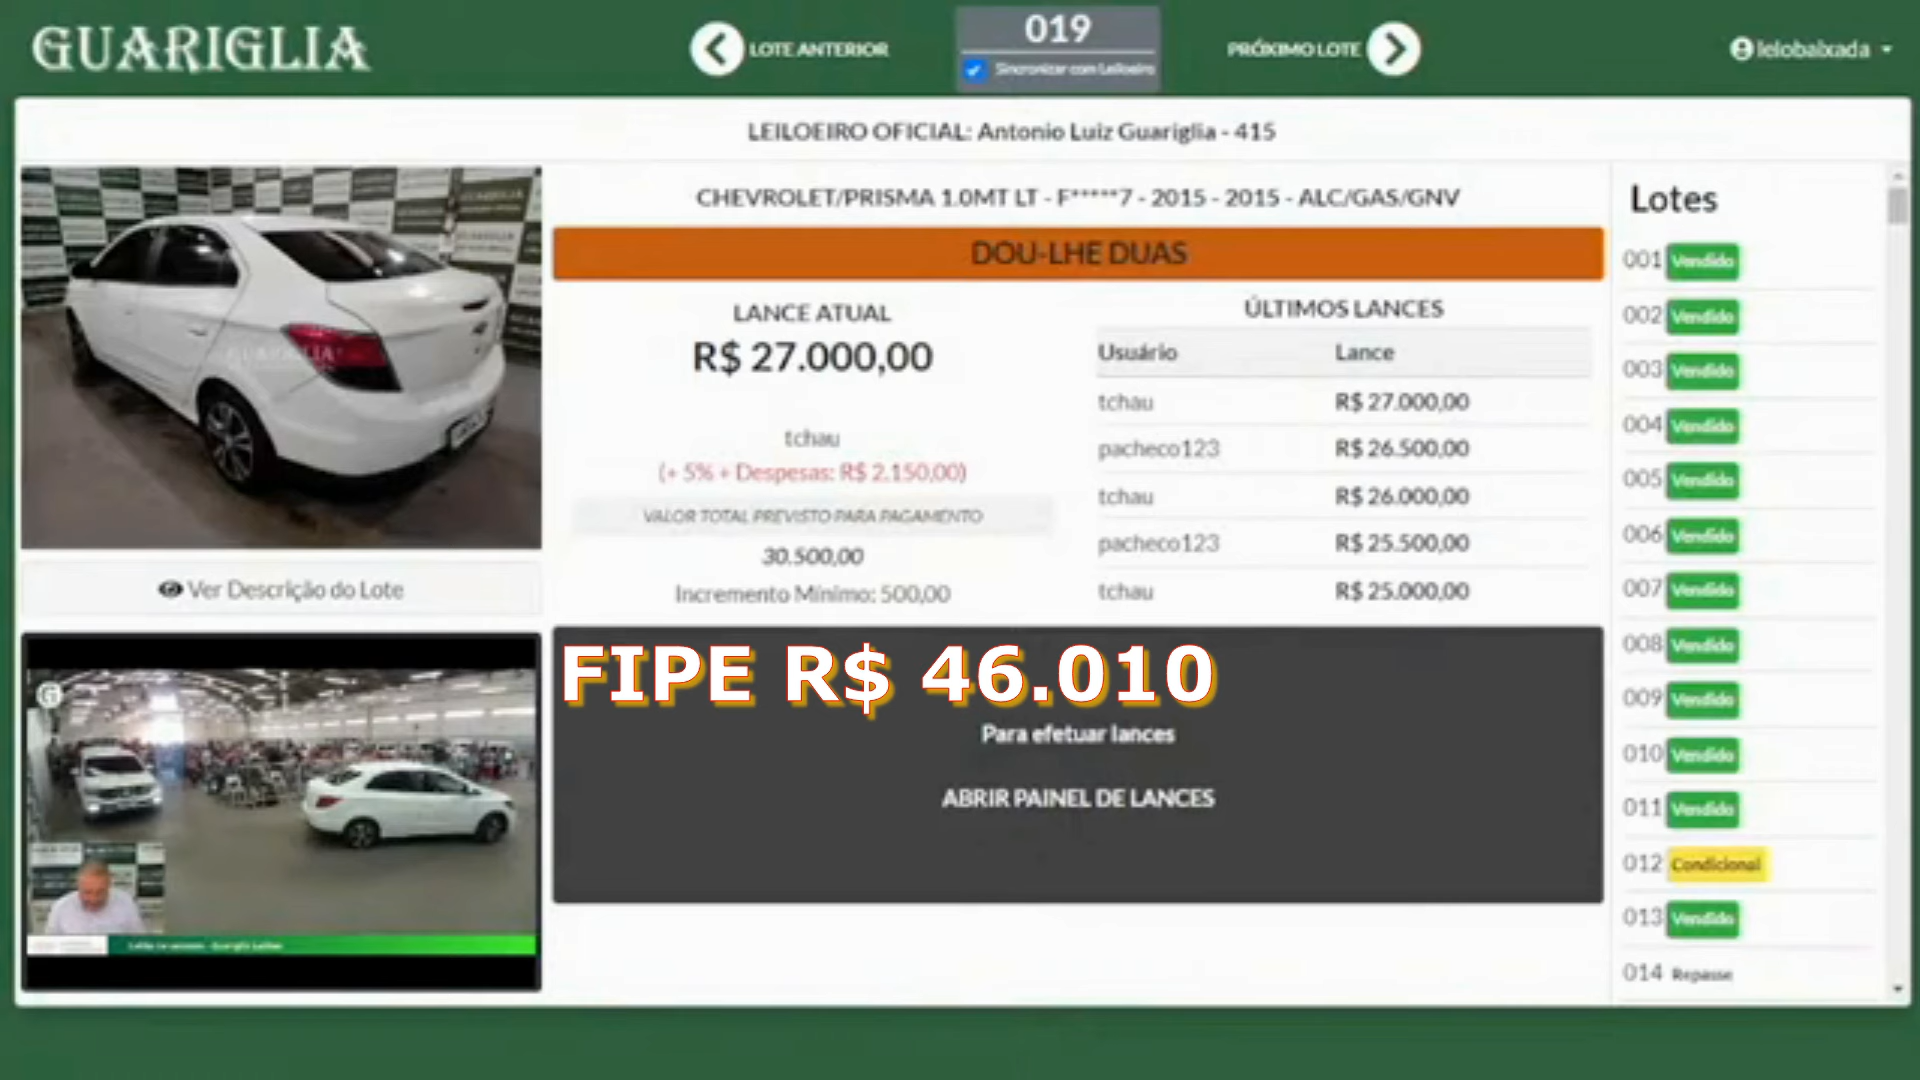 GUARIGLIA
LOTE ANTERIOR
019
Sincronizar com Leiloeiro
PRÓXIMO LOTE
lelobaixada
LEILOEIRO OFICIAL: Antonio Luiz Guariglia - 415
CHEVROLET/PRISMA 1.0MT LT - F*****7 - 2015 - 2015 - ALC/GAS/GNV
DOU-LHE DUAS
LANCE ATUAL
R$ 27.000,00
tchau
(+ 5% + Despesas: R$ 2.150,00)
VALOR TOTAL PREVISTO PARA PAGAMENTO
30.500,00
Incremento Mínimo: 500,00
ÚLTIMOS LANCES
Usuário Lance
tchau R$ 27.000,00
pacheco123 R$ 26.500,00
tchau R$ 26.000,00
pacheco123 R$ 25.500,00
tchau R$ 25.000,00
Ver Descrição do Lote
FIPE R$ 46.010
Para efetuar lances
ABRIR PAINEL DE LANCES
Lotes
001 Vendido
002 Vendido
003 Vendido
004 Vendido
005 Vendido
006 Vendido
007 Vendido
008 Vendido
009 Vendido
010 Vendido
011 Vendido
012 Condicional
013 Vendido
014 Repasse
GUARIGLIA